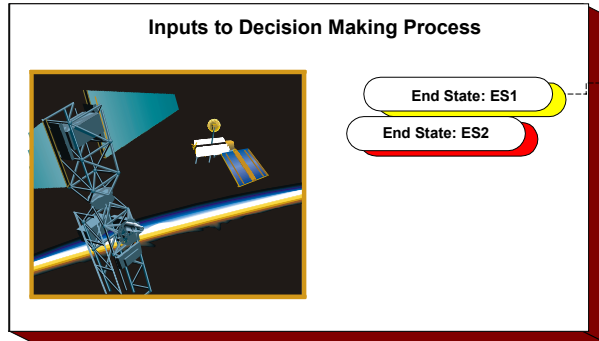 Inputs to Decision Making Process
End State: ES1
End State: ES2